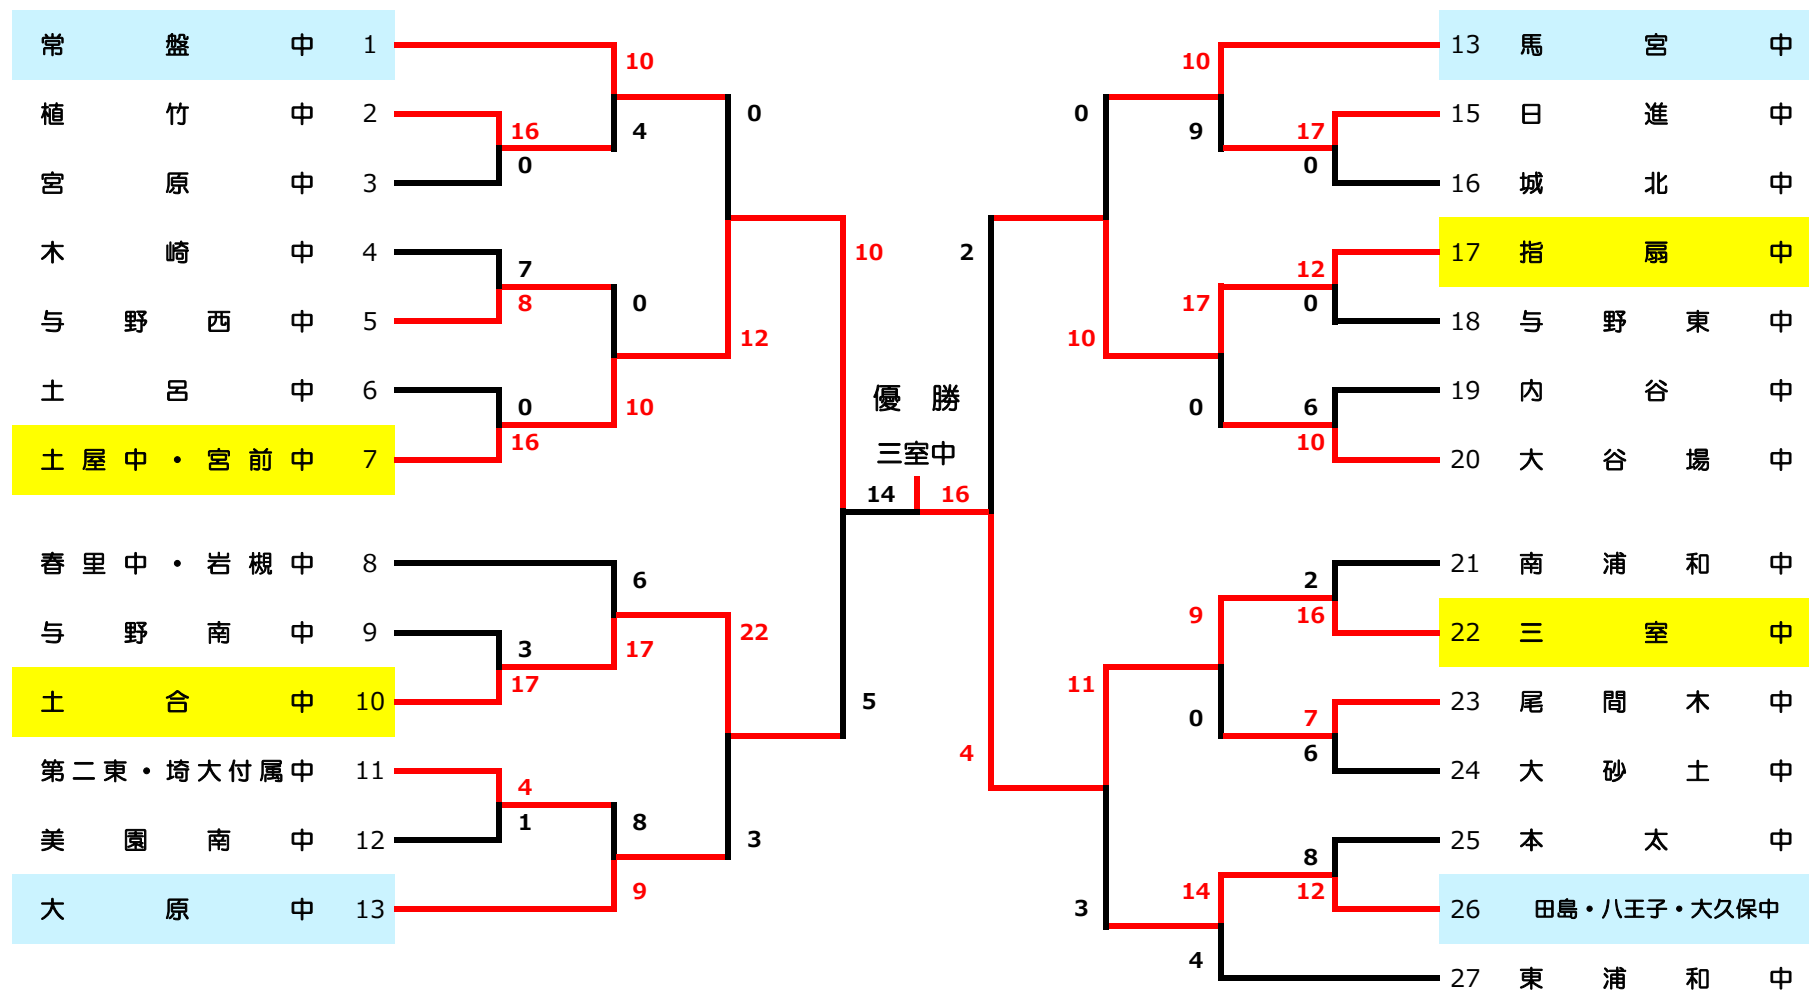 常盤中 1
10
植竹中 2
16
4
0
宮原中 3
0
木崎中 4
7
8
0
与野西中 5
12
土呂中 6
0
10
16
土屋中・宮前中 7
10
春里中・岩槻中 8
6
与野南中 9
3
17
22
17
土合中 10
5
第二東・埼大付属中 11
4
1
8
美園南中 12
3
大原中 13
9
優勝
三室中
14 16
13 馬宮中
10
15 日進中
0
9
17
0
16 城北中
2
17 指扇中
12
17
0
18 与野東中
10
19 内谷中
0
6
10
20 大谷場中
21 南浦和中
2
9
16
22 三室中
11
23 尾間木中
0
7
6
4
24 大砂土中
25 本太中
8
14
12
26 田島・八王子・大久保中
3
4
27 東浦和中